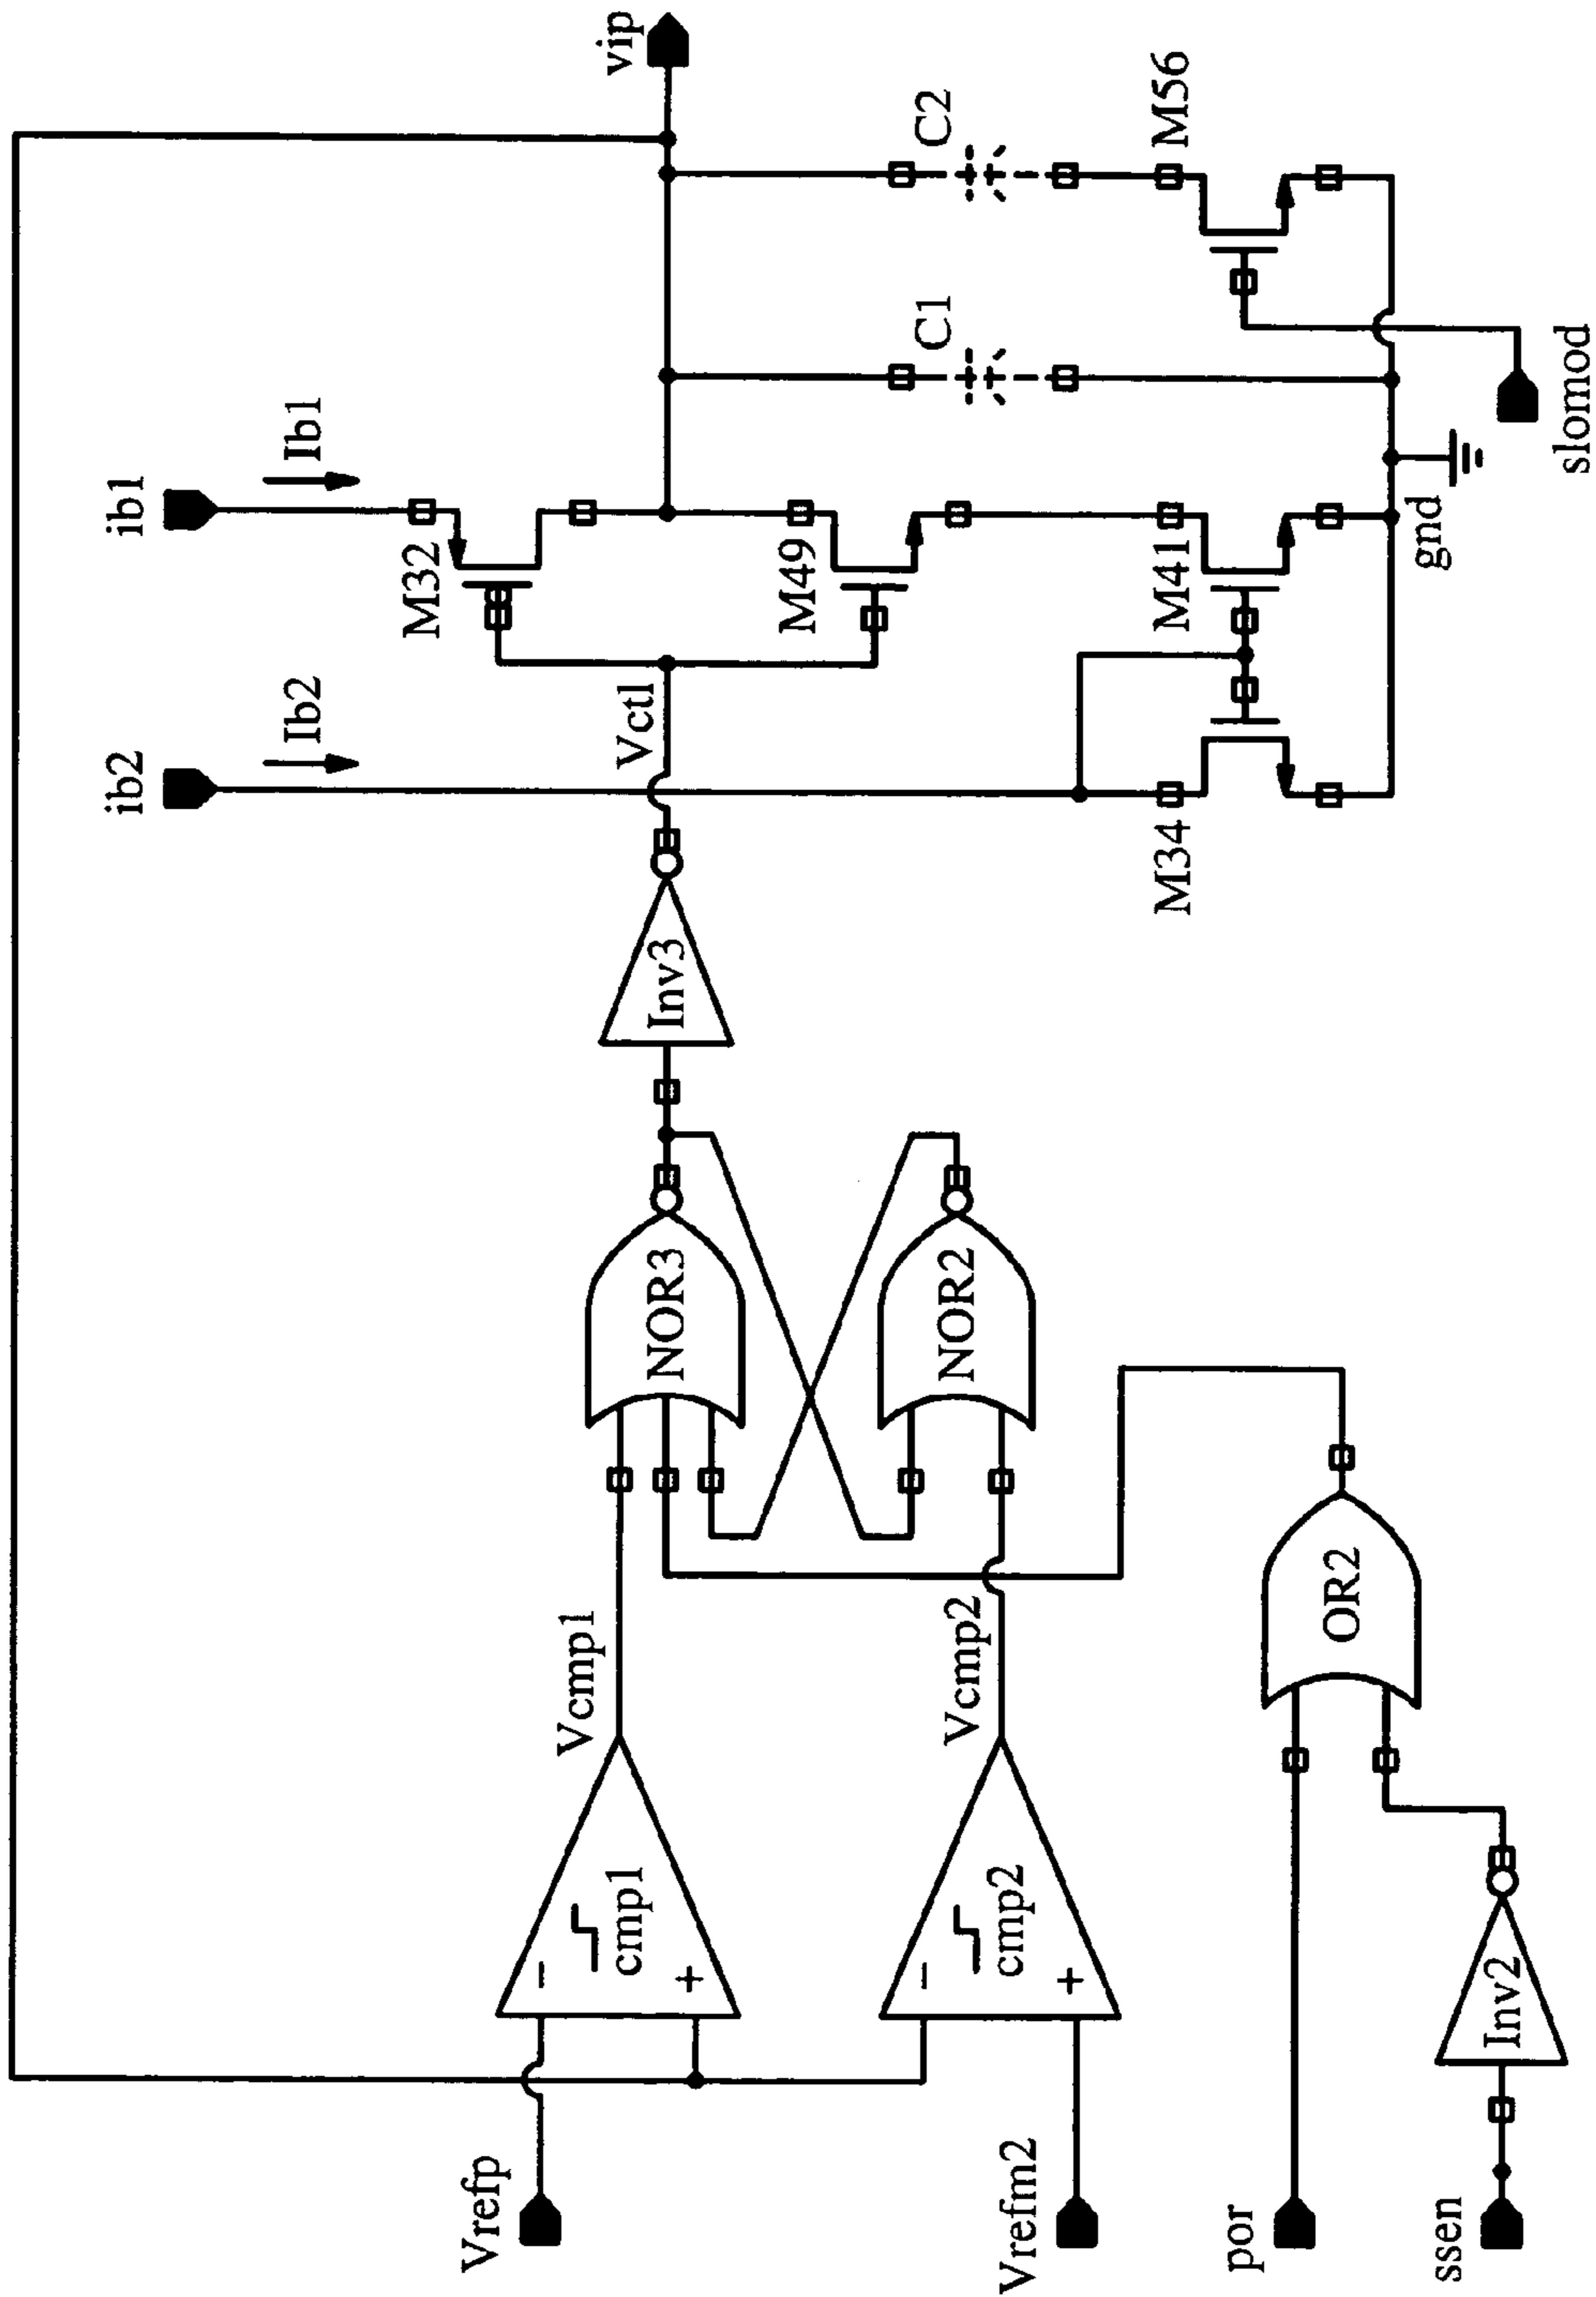 ib2
ib1
Ib2
Ib1
vip
Vrefp
Vcmp1
cmp1
−
+
NOR3
Inv3
Vctl
M32
M49
C1
C2
Vrefm2
Vcmp2
cmp2
−
+
NOR2
M34
M41
M56
por
OR2
gnd
ssen
Inv2
slomod